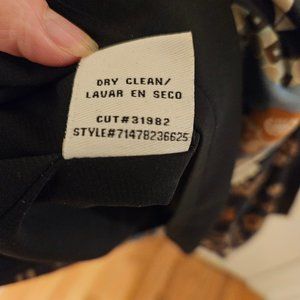 DRY CLEAN/
LAVAR EN SECO
CUT#31982
STYLE#71478236625